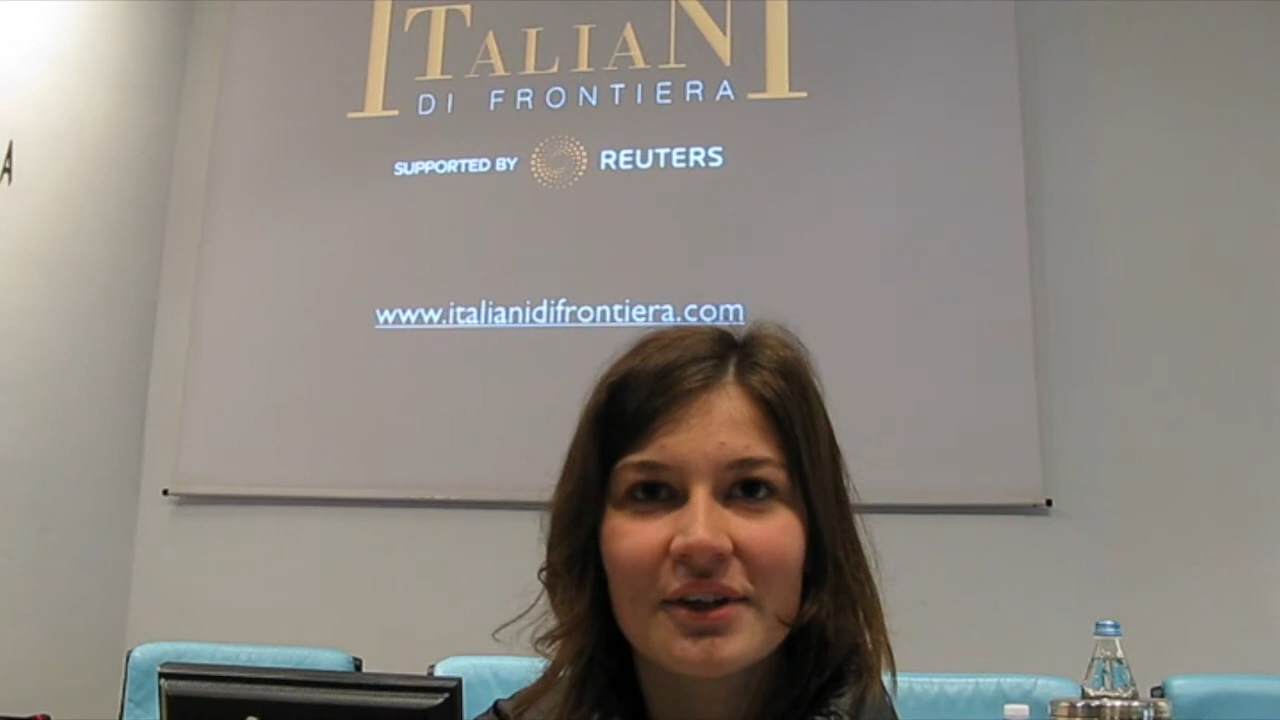 A
ITALIANI
DI FRONTIERA
SUPPORTED BY REUTERS
www.italianidifrontiera.com